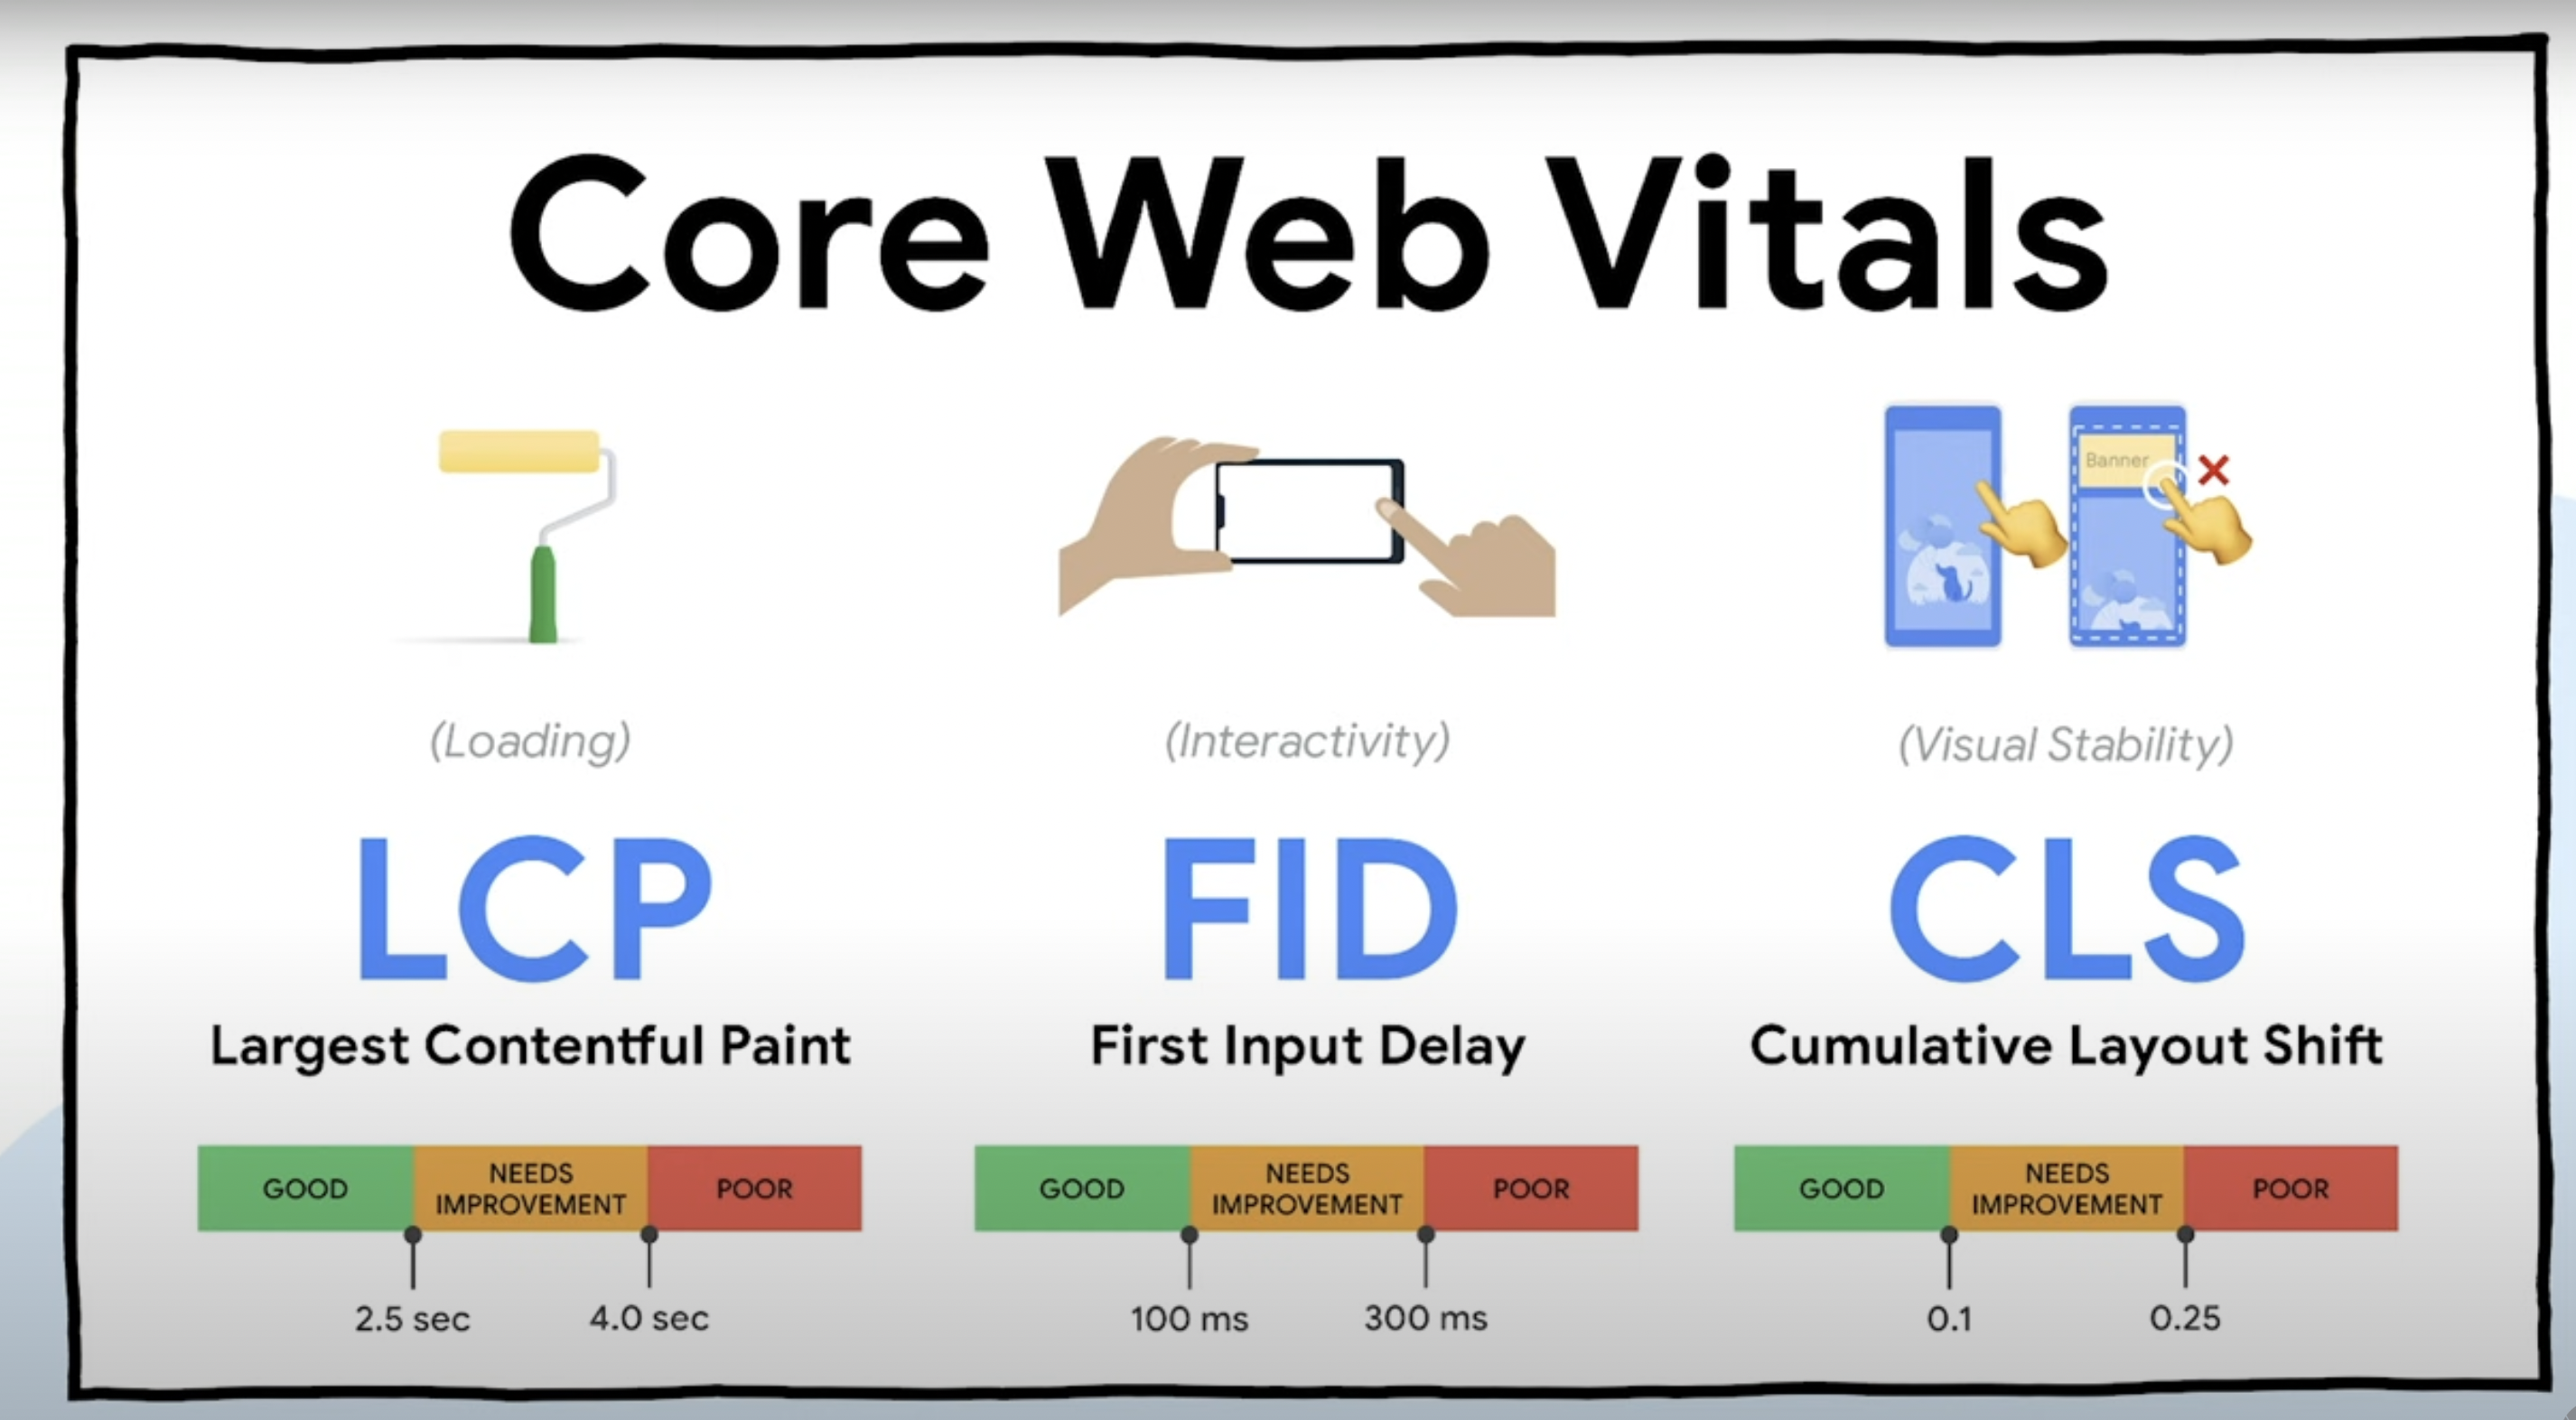 Core Web Vitals
Banner
(Loading)
(Interactivity)
(Visual Stability)
LCP
FID
CLS
Largest Contentful Paint
First Input Delay
Cumulative Layout Shift
GOOD
NEEDS
IMPROVEMENT
POOR
2.5 sec
4.0 sec
GOOD
NEEDS
IMPROVEMENT
POOR
100 ms
300 ms
GOOD
NEEDS
IMPROVEMENT
POOR
0.1
0.25